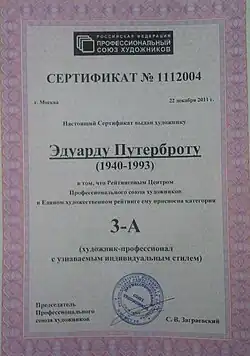 РОССИЙСКАЯ ФЕДЕРАЦИЯ
ПРОФЕССИОНАЛЬНЫЙ
СОЮЗ ХУДОЖНИКОВ
СЕРТИФИКАТ № 1112004
г. Москва 22 декабря 2011 г.
Настоящий Сертификат выдан художнику
Эдуарду Путерброту
(1940-1993)
в том, что Рейтинговым Центром
Профессионального союза художников
в Едином художественном рейтинге ему присвоена категория
3-А
(художник-профессионал
с узнаваемым индивидуальным стилем)
Председатель
Профессионального
союза художников С. В. Заграевский